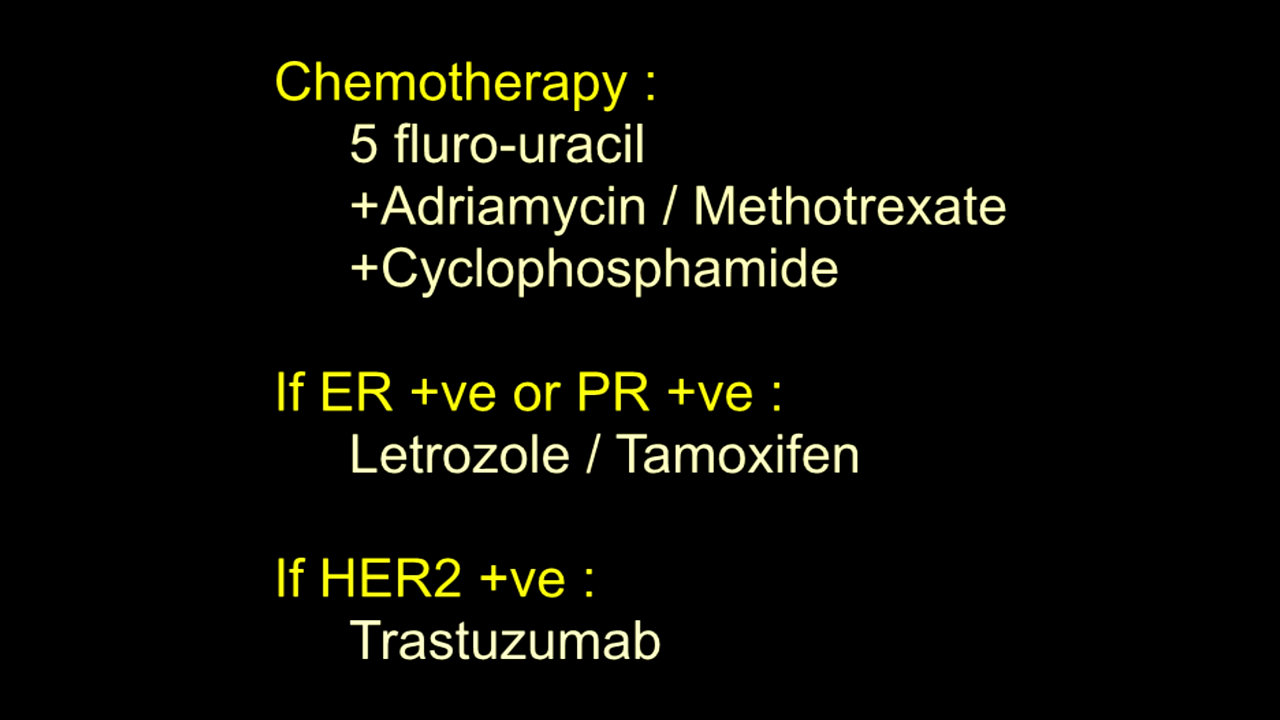 Chemotherapy :
5 fluro-uracil
+Adriamycin / Methotrexate
+Cyclophosphamide
If ER +ve or PR +ve :
Letrozole / Tamoxifen
If HER2 +ve :
Trastuzumab